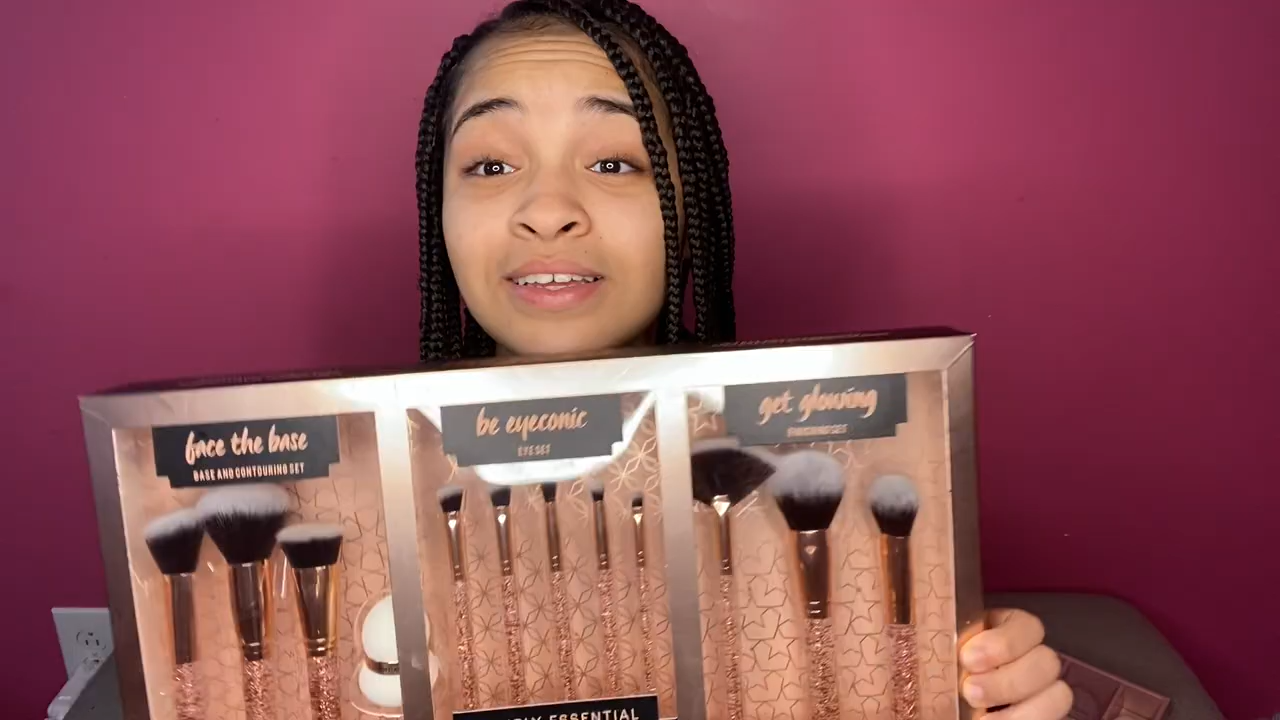 face the base
BASE AND CONTOURING SET
be eyeconic
EYE SET
get glowing
ESSENTIAL